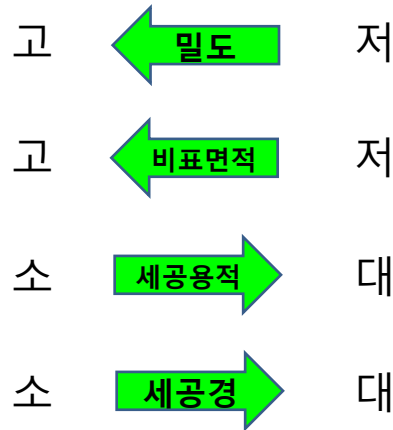 고 밀도 저
고 비표면적 저
소 세공용적 대
소 세공경 대